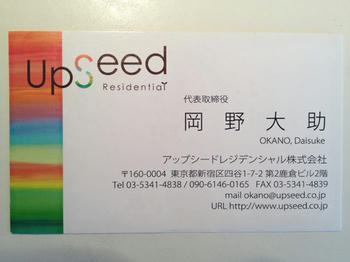 UpSeed
Residential
代表取締役
岡野大助
OKANO, Daisuke
アップシードレジデンシャル株式会社
〒160-0004 東京都新宿区四谷1-7-2 第2鹿倉ビル2階
Tel 03-5341-4838 / 090-6146-0165 FAX 03-5341-4839
mail okano@upseed.co.jp
URL http://www.upseed.co.jp